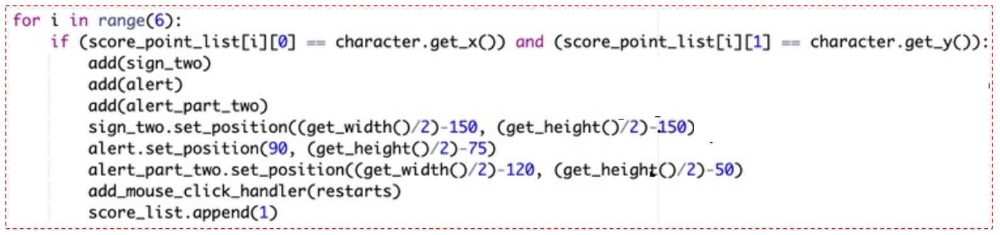 for i in range(6):
    if (score_point_list[i][0] == character.get_x()) and (score_point_list[i][1] == character.get_y()):
        add(sign_two)
        add(alert)
        add(alert_part_two)
        sign_two.set_position((get_width()/2)-150, (get_height()/2)-150)
        alert.set_position(90, (get_height()/2)-75)
        alert_part_two.set_position((get_width()/2)-120, (get_height()/2)-50)
        add_mouse_click_handler(restarts)
        score_list.append(1)